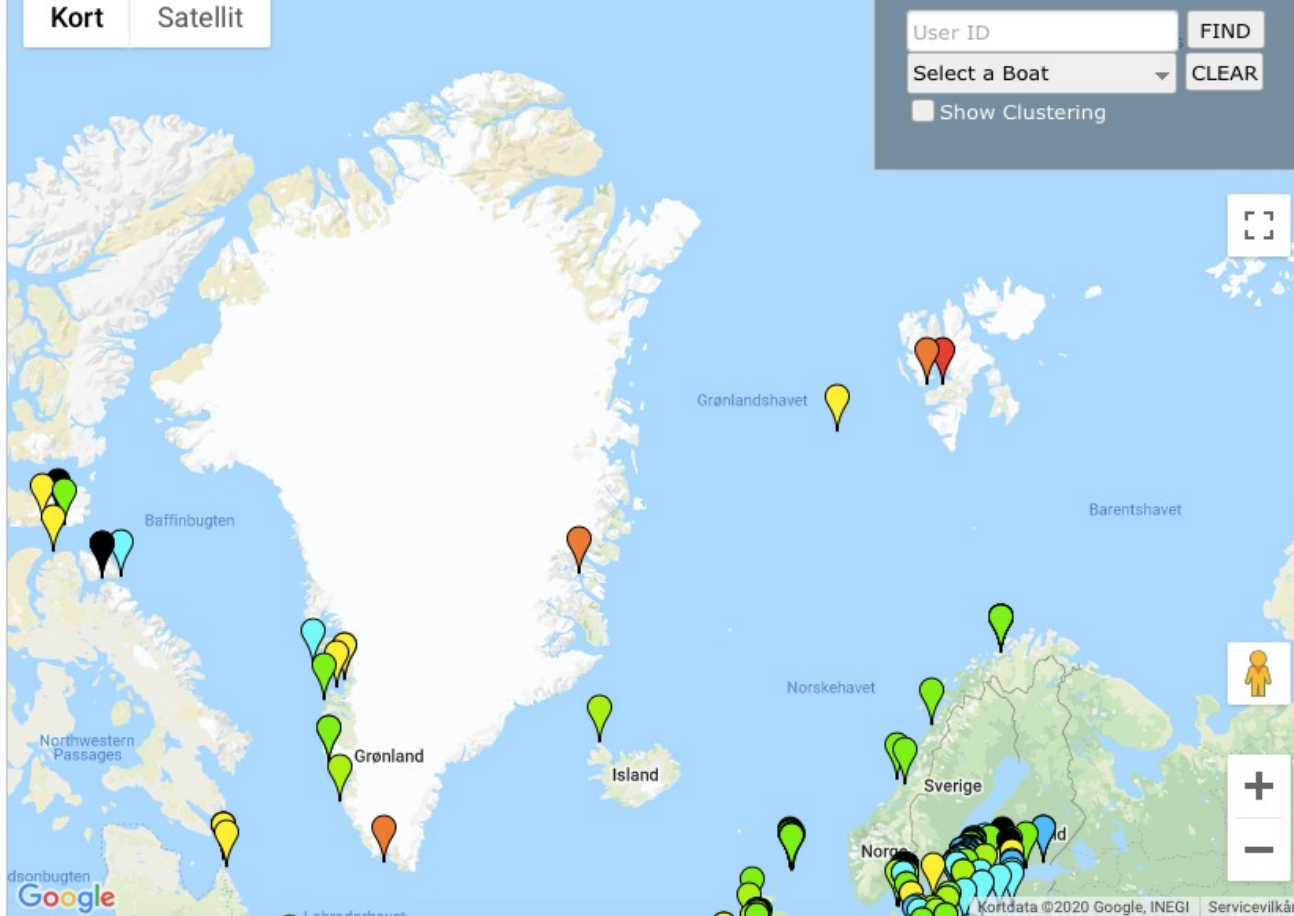 Kort
Satellit
User ID
FIND
Select a Boat
CLEAR
Show Clustering
Grønlandshavet
Barentshavet
Baffinbugten
Norskehavet
Northwestern
Passages
Grønland
Island
Sverige
Norge
dsonbugten
Labradorhavet
Google
Kortdata ©2020 Google, INEGI
Servicevilkår